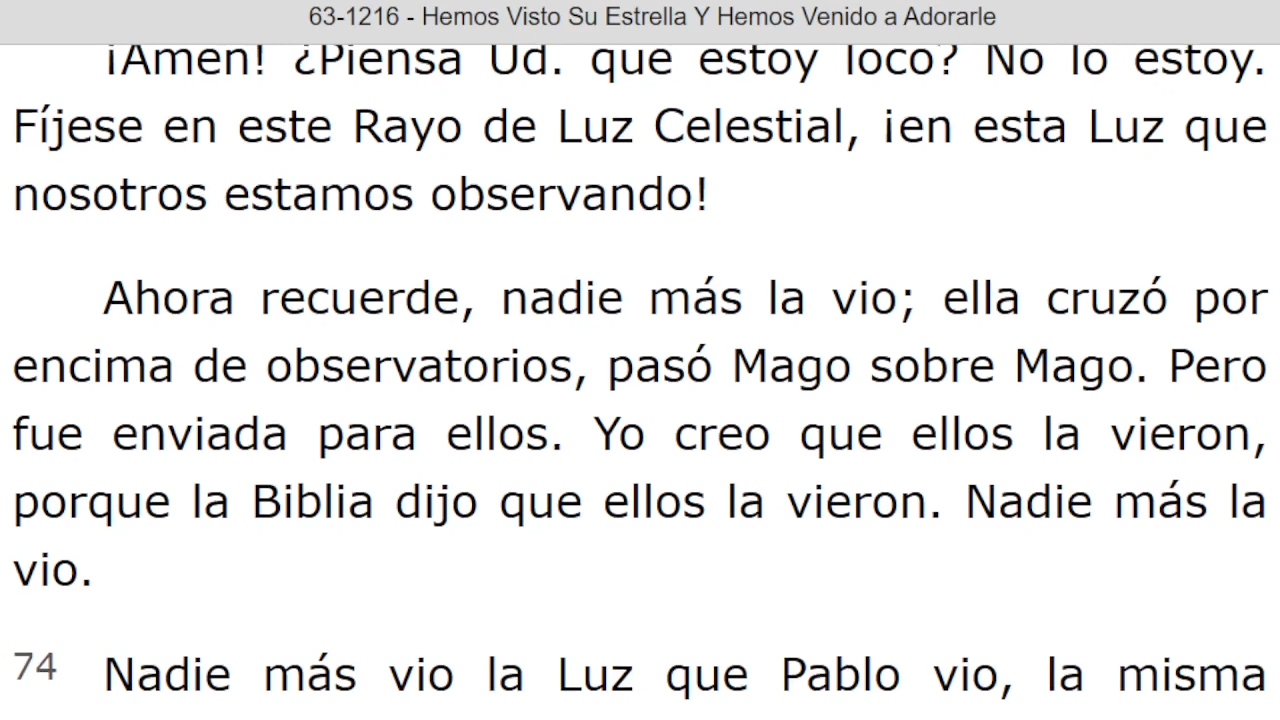 63-1216 - Hemos Visto Su Estrella Y Hemos Venido a Adorarle
¡Amén! ¿Piensa Ud. que estoy loco? No lo estoy.
Fíjese en este Rayo de Luz Celestial, ¡en esta Luz que
nosotros estamos observando!
Ahora recuerde, nadie más la vio; ella cruzó por
encima de observatorios, pasó Mago sobre Mago. Pero
fue enviada para ellos. Yo creo que ellos la vieron,
porque la Biblia dijo que ellos la vieron. Nadie más la
vio.
74 Nadie más vio la Luz que Pablo vio, la misma